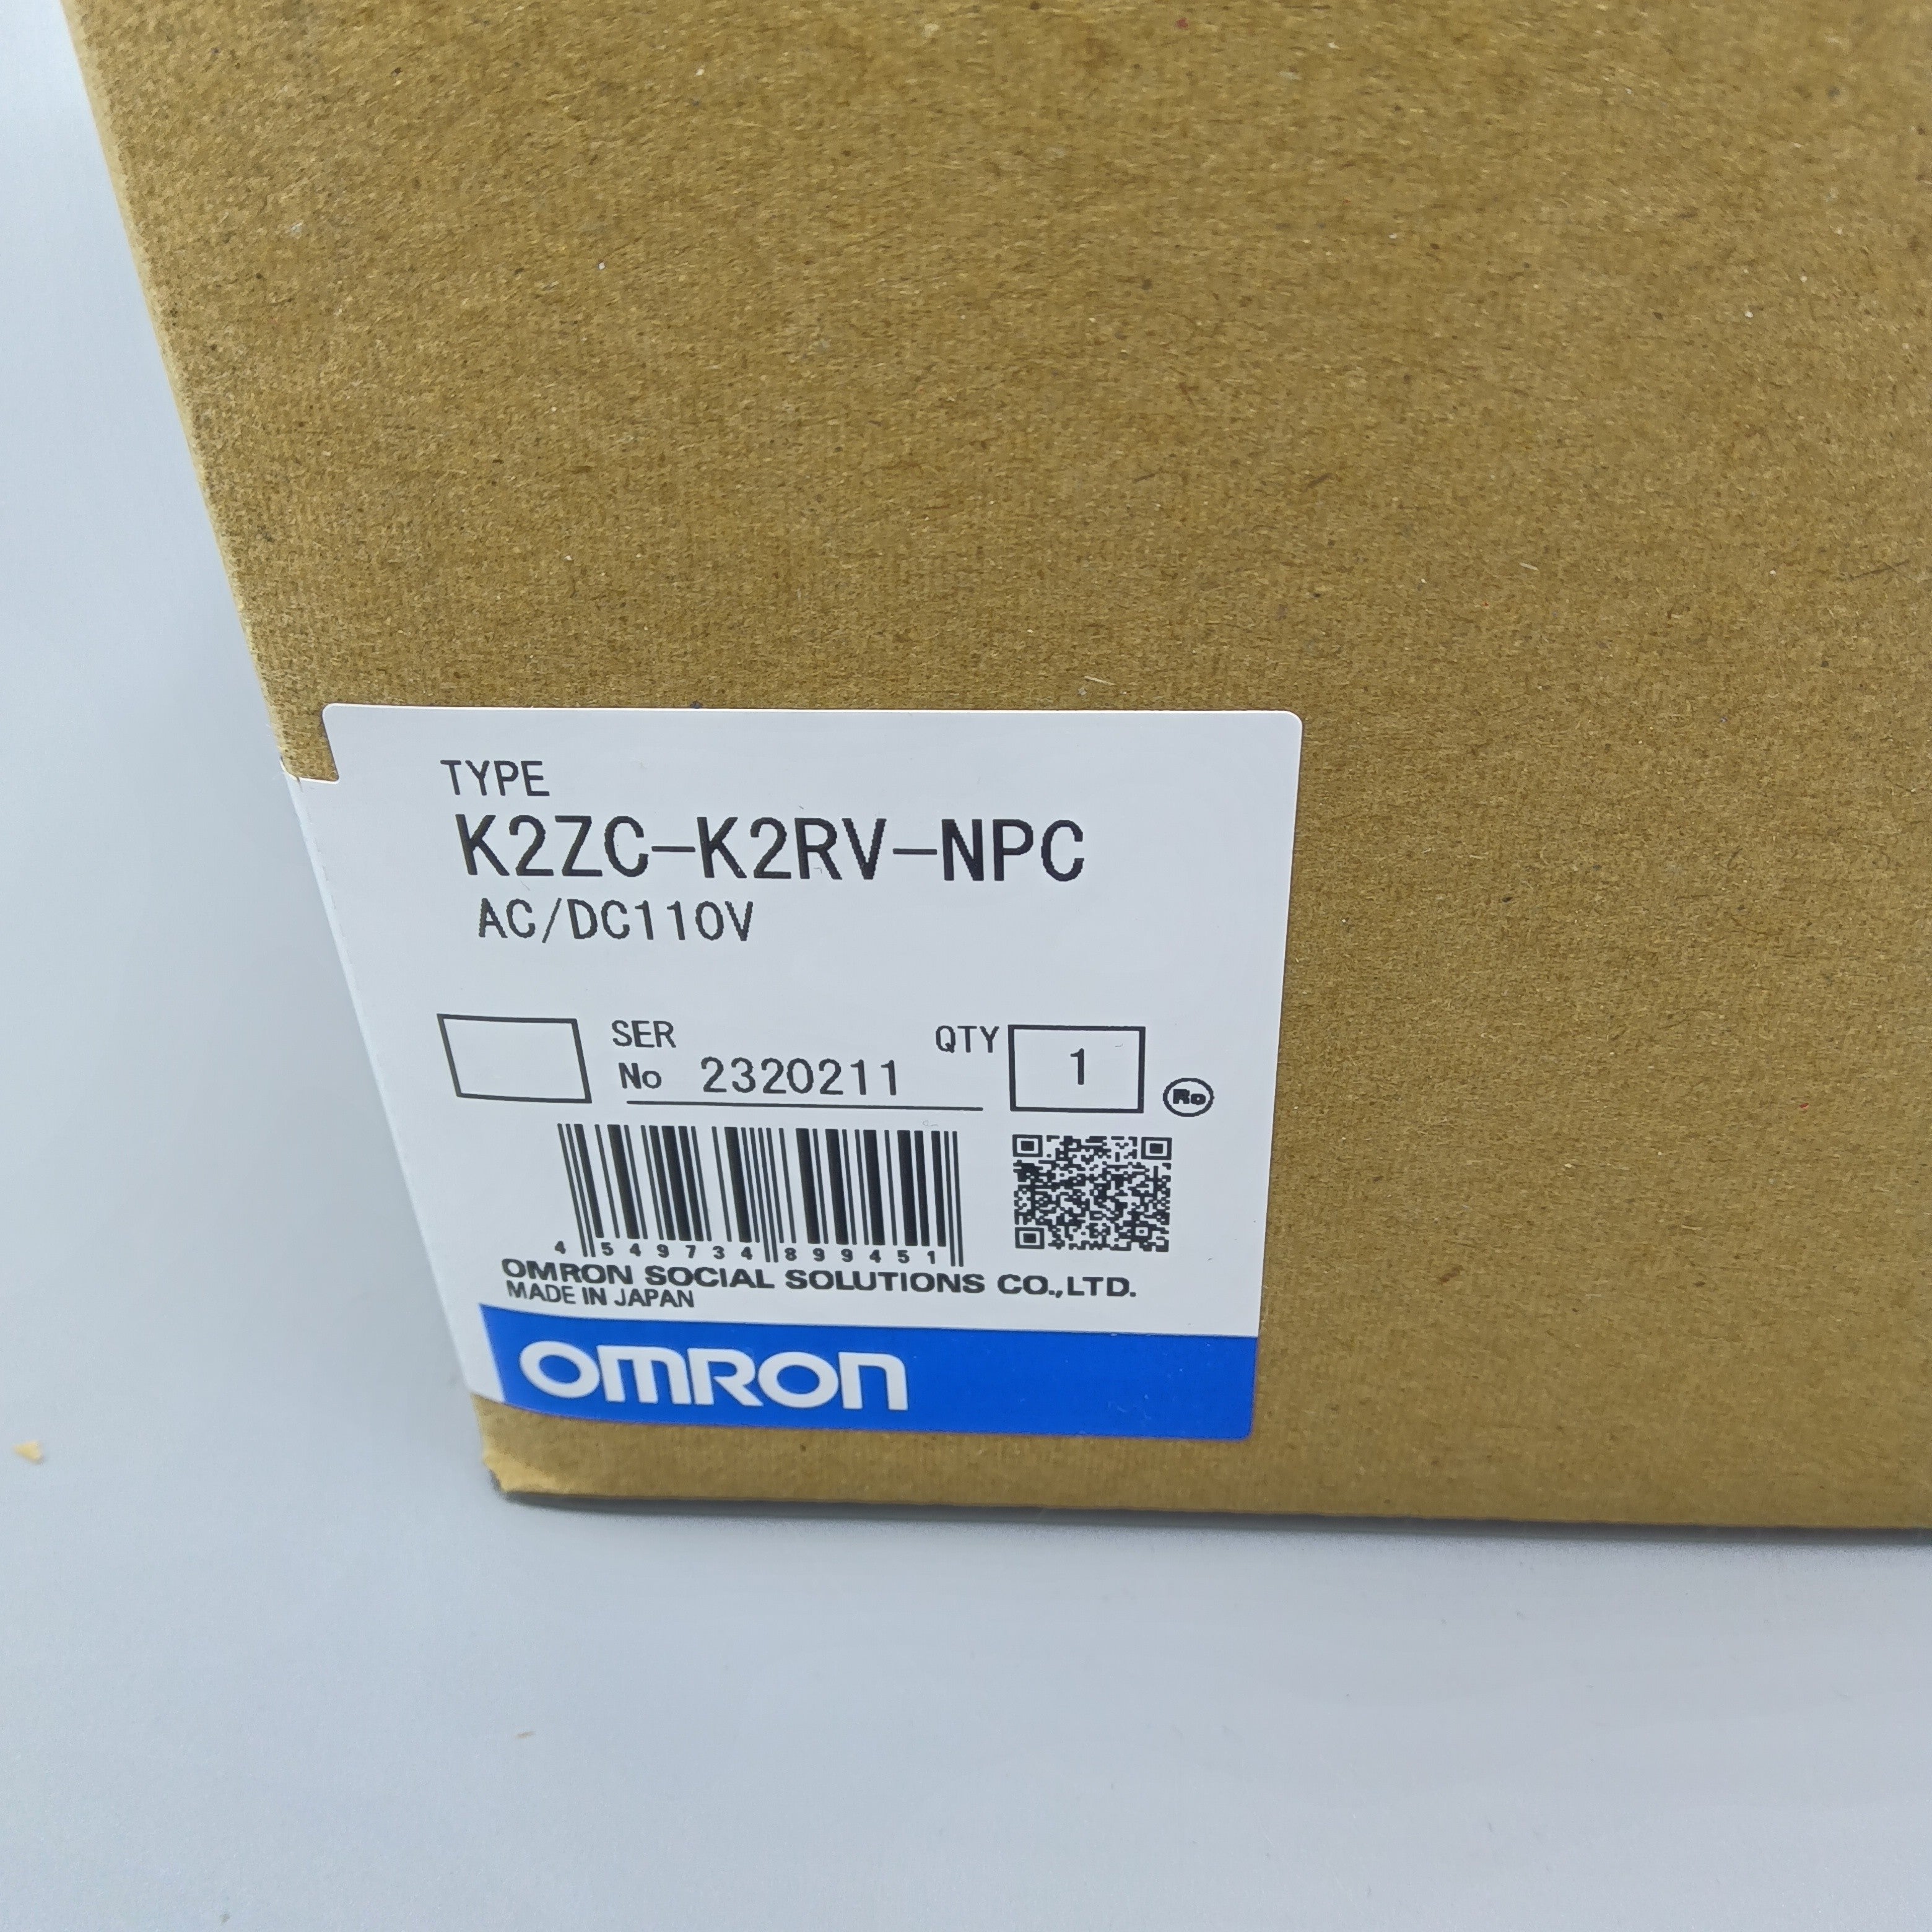 TYPE
K2ZC-K2RV-NPC
AC/DC110V
SER
No 2320211
QTY 1
Ro
4 549734 899451
OMRON SOCIAL SOLUTIONS CO.,LTD.
MADE IN JAPAN
OMRON